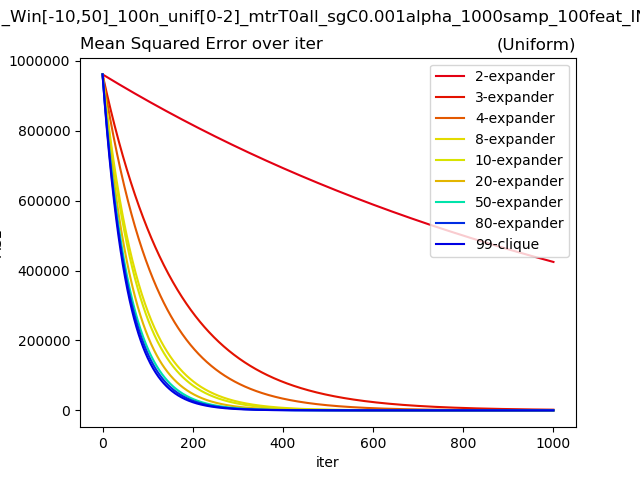 _Win[-10,50]_100n_unif[0-2]_mtrT0all_sgC0.001alpha_1000samp_100feat_I
Mean Squared Error over iter
(Uniform)
1000000
800000
600000
400000
200000
0
2-expander
3-expander
4-expander
8-expander
10-expander
20-expander
50-expander
80-expander
99-clique
0 200 400 600 800 1000
iter